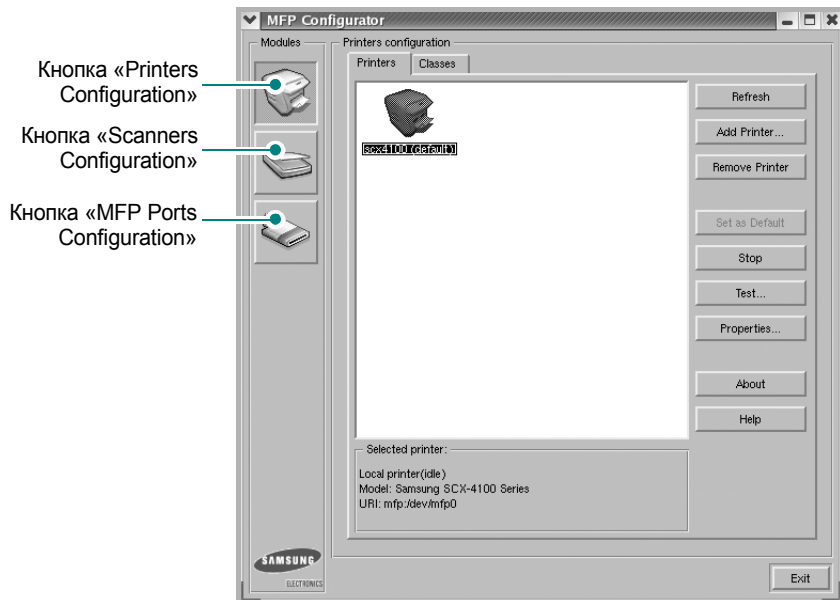 MFP Configurator
Modules
Printers configuration
Printers
Classes
Кнопка «Printers
Configuration»
Кнопка «Scanners
Configuration»
Кнопка «MFP Ports
Configuration»
scx4100 (default)
Refresh
Add Printer...
Remove Printer
Set as Default
Stop
Test...
Properties...
About
Help
Selected printer:
Local printer(idle)
Model: Samsung SCX-4100 Series
URI: mfp:/dev/mfp0
SAMSUNG
ELECTRONICS
Exit